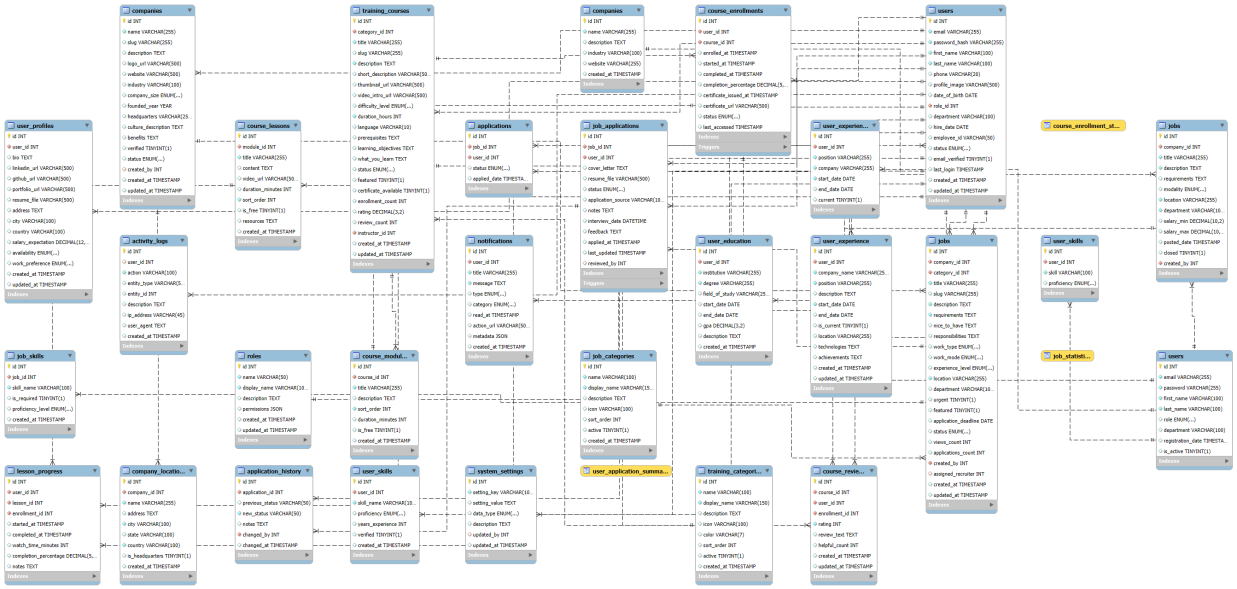 companies
id INT
name VARCHAR(255)
slug VARCHAR(255)
description TEXT
logo_url VARCHAR(500)
website VARCHAR(500)
industry VARCHAR(100)
company_size ENUM(...)
founded_year YEAR
headquarters VARCHAR(25...
culture_description TEXT
benefits TEXT
verified TINYINT(1)
status ENUM(...)
created_by INT
created_at TIMESTAMP
updated_at TIMESTAMP
Indexes
training_courses
id INT
category_id INT
title VARCHAR(255)
slug VARCHAR(255)
description TEXT
short_description VARCHAR(50...
thumbnail_url VARCHAR(500)
video_intro_url VARCHAR(500)
difficulty_level ENUM(...)
duration_hours INT
language VARCHAR(10)
prerequisites TEXT
learning_objectives TEXT
what_you_learn TEXT
status ENUM(...)
featured TINYINT(1)
certificate_available TINYINT(1)
enrollment_count INT
rating DECIMAL(3,2)
review_count INT
instructor_id INT
created_at TIMESTAMP
updated_at TIMESTAMP
Indexes
companies
id INT
name VARCHAR(255)
description TEXT
industry VARCHAR(100)
website VARCHAR(255)
created_at TIMESTAMP
Indexes
course_enrollments
id INT
user_id INT
course_id INT
enrolled_at TIMESTAMP
started_at TIMESTAMP
completed_at TIMESTAMP
completion_percentage DECIMAL(5,...
certificate_issued_at TIMESTAMP
certificate_url VARCHAR(500)
status ENUM(...)
last_accessed TIMESTAMP
Indexes
Triggers
users
id INT
email VARCHAR(255)
password_hash VARCHAR(255)
first_name VARCHAR(100)
last_name VARCHAR(100)
phone VARCHAR(20)
profile_image VARCHAR(500)
date_of_birth DATE
role_id INT
department VARCHAR(100)
hire_date DATE
employee_id VARCHAR(50)
status ENUM(...)
email_verified TINYINT(1)
last_login TIMESTAMP
created_at TIMESTAMP
updated_at TIMESTAMP
Indexes
user_profiles
id INT
user_id INT
bio TEXT
linkedin_url VARCHAR(500)
github_url VARCHAR(500)
portfolio_url VARCHAR(500)
resume_file VARCHAR(500)
address TEXT
city VARCHAR(100)
country VARCHAR(100)
salary_expectation DECIMAL(12,...
availability ENUM(...)
work_preference ENUM(...)
created_at TIMESTAMP
updated_at TIMESTAMP
Indexes
course_lessons
id INT
module_id INT
title VARCHAR(255)
content TEXT
video_url VARCHAR(50...
duration_minutes INT
sort_order INT
is_free TINYINT(1)
resources TEXT
created_at TIMESTAMP
Indexes
applications
id INT
job_id INT
user_id INT
status ENUM(...)
applied_date TIMESTA...
Indexes
job_applications
id INT
job_id INT
user_id INT
cover_letter TEXT
resume_file VARCHAR(500)
status ENUM(...)
application_source VARCHAR(10...
notes TEXT
interview_date DATETIME
feedback TEXT
applied_at TIMESTAMP
last_updated TIMESTAMP
reviewed_by INT
Indexes
Triggers
user_experien...
id INT
user_id INT
position VARCHAR(255)
company VARCHAR(255)
start_date DATE
end_date DATE
current TINYINT(1)
Indexes
course_enrollment_st...
jobs
id INT
company_id INT
title VARCHAR(255)
description TEXT
requirements TEXT
modality ENUM(...)
location VARCHAR(255)
department VARCHAR(10...
salary_min DECIMAL(10,2)
salary_max DECIMAL(10,...
posted_date TIMESTAMP
closed TINYINT(1)
created_by INT
Indexes
activity_logs
id INT
user_id INT
action VARCHAR(100)
entity_type VARCHAR(5...
entity_id INT
description TEXT
ip_address VARCHAR(45)
user_agent TEXT
created_at TIMESTAMP
Indexes
notifications
id INT
user_id INT
title VARCHAR(255)
message TEXT
type ENUM(...)
category ENUM(...)
read_at TIMESTAMP
action_url VARCHAR(50...
metadata JSON
created_at TIMESTAMP
Indexes
user_education
id INT
user_id INT
institution VARCHAR(255)
degree VARCHAR(255)
field_of_study VARCHAR(25...
start_date DATE
end_date DATE
gpa DECIMAL(3,2)
description TEXT
created_at TIMESTAMP
Indexes
user_experience
id INT
user_id INT
company_name VARCHAR(25...
position VARCHAR(255)
description TEXT
start_date DATE
end_date DATE
is_current TINYINT(1)
location VARCHAR(255)
technologies TEXT
achievements TEXT
created_at TIMESTAMP
updated_at TIMESTAMP
Indexes
jobs
id INT
company_id INT
category_id INT
title VARCHAR(255)
slug VARCHAR(255)
description TEXT
requirements TEXT
nice_to_have TEXT
responsibilities TEXT
work_type ENUM(...)
work_mode ENUM(...)
experience_level ENUM(...)
location VARCHAR(255)
department VARCHAR(10...
urgent TINYINT(1)
featured TINYINT(1)
application_deadline DATE
status ENUM(...)
views_count INT
applications_count INT
created_by INT
assigned_recruiter INT
created_at TIMESTAMP
updated_at TIMESTAMP
Indexes
user_skills
id INT
user_id INT
skill VARCHAR(100)
proficiency ENUM(...)
Indexes
job_skills
id INT
job_id INT
skill_name VARCHAR(100)
is_required TINYINT(1)
proficiency_level ENUM(...)
created_at TIMESTAMP
Indexes
roles
id INT
name VARCHAR(50)
display_name VARCHAR(10...
description TEXT
permissions JSON
created_at TIMESTAMP
updated_at TIMESTAMP
Indexes
course_modul...
id INT
course_id INT
title VARCHAR(255)
description TEXT
sort_order INT
duration_minutes INT
is_free TINYINT(1)
created_at TIMESTAMP
Indexes
job_categories
id INT
name VARCHAR(100)
display_name VARCHAR(15...
description TEXT
icon VARCHAR(100)
sort_order INT
active TINYINT(1)
created_at TIMESTAMP
Indexes
job_statisti...
users
id INT
email VARCHAR(255)
password VARCHAR(255)
first_name VARCHAR(100)
last_name VARCHAR(100)
role ENUM(...)
department VARCHAR(100)
registration_date TIMESTA...
is_active TINYINT(1)
Indexes
lesson_progress
id INT
user_id INT
lesson_id INT
enrollment_id INT
started_at TIMESTAMP
completed_at TIMESTAMP
watch_time_minutes INT
completion_percentage DECIMAL(5,...
notes TEXT
Indexes
company_locatio...
id INT
company_id INT
name VARCHAR(255)
address TEXT
city VARCHAR(100)
state VARCHAR(100)
country VARCHAR(100)
is_headquarters TINYINT(1)
created_at TIMESTAMP
Indexes
application_history
id INT
application_id INT
previous_status VARCHAR(50)
new_status VARCHAR(50)
notes TEXT
changed_by INT
changed_at TIMESTAMP
Indexes
user_skills
id INT
user_id INT
skill_name VARCHAR(10...
proficiency ENUM(...)
years_experience INT
verified TINYINT(1)
created_at TIMESTAMP
Indexes
system_settings
id INT
setting_key VARCHAR(10...
setting_value TEXT
data_type ENUM(...)
description TEXT
updated_by INT
updated_at TIMESTAMP
Indexes
user_application_summa...
training_categori...
id INT
name VARCHAR(100)
display_name VARCHAR(150)
description TEXT
icon VARCHAR(100)
color VARCHAR(7)
sort_order INT
active TINYINT(1)
created_at TIMESTAMP
Indexes
course_revie...
id INT
course_id INT
user_id INT
enrollment_id INT
rating INT
review_text TEXT
helpful_count INT
created_at TIMESTAMP
updated_at TIMESTAMP
Indexes